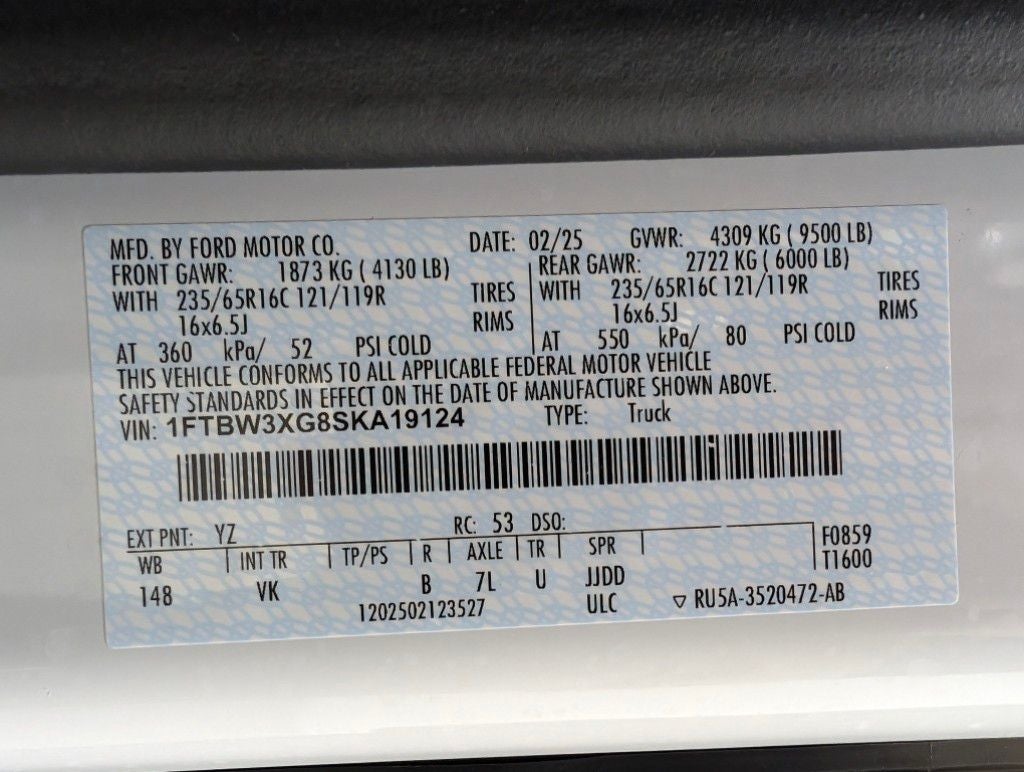 MFD. BY FORD MOTOR CO. DATE: 02/25 GVWR: 4309 KG ( 9500 LB)
FRONT GAWR: 1873 KG ( 4130 LB) REAR GAWR: 2722 KG ( 6000 LB)
WITH 235/65R16C 121/119R TIRES WITH 235/65R16C 121/119R TIRES
16x6.5J RIMS 16x6.5J RIMS
AT 360 kPa/ 52 PSI COLD AT 550 kPa/ 80 PSI COLD
THIS VEHICLE CONFORMS TO ALL APPLICABLE FEDERAL MOTOR VEHICLE
SAFETY STANDARDS IN EFFECT ON THE DATE OF MANUFACTURE SHOWN ABOVE.
VIN: 1FTBW3XG8SKA19124 TYPE: Truck
EXT PNT: YZ RC: 53 DSO:
WB INT TR TP/PS R AXLE TR SPR F0859
148 VK B 7L U JJDD T1600
1202502123527 ULC ▽ RU5A-3520472-AB